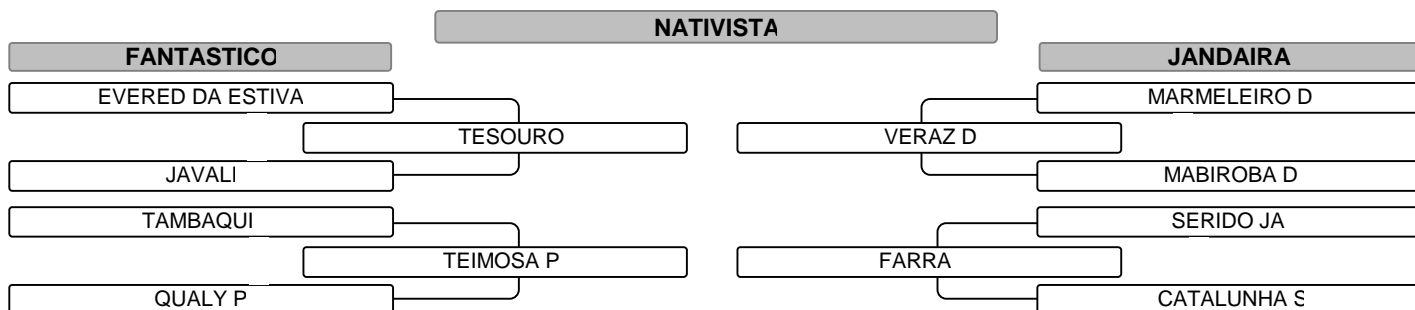 NATIVISTA
FANTASTICO
JANDAIRA
EVERED DA ESTIVA
MARMELEIRO D
TESOURO
VERAZ D
JAVALI
MABIROBA D
TAMBAQUI
SERIDO JA
TEIMOSA P
FARRA
QUALY P
CATALUNHA S